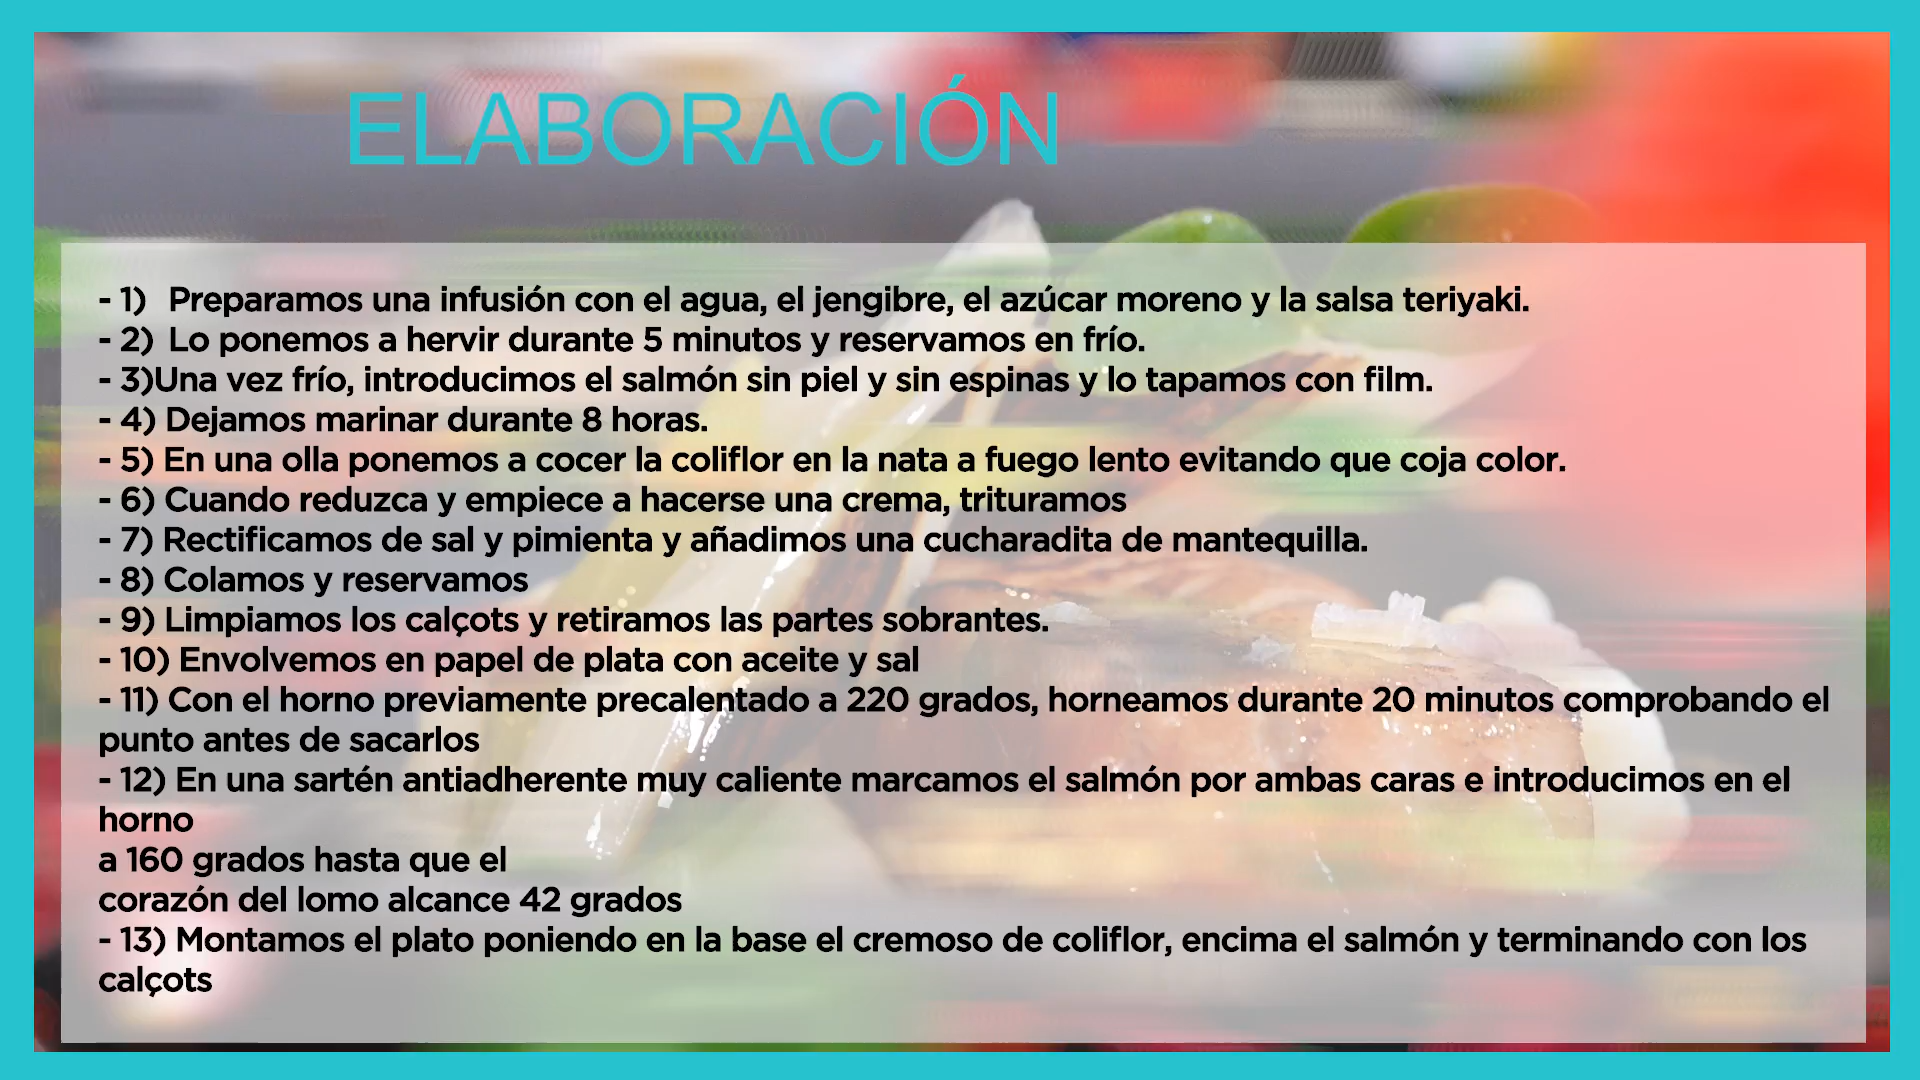 ELABORACIÓN
- 1)  Preparamos una infusión con el agua, el jengibre, el azúcar moreno y la salsa teriyaki.
- 2)  Lo ponemos a hervir durante 5 minutos y reservamos en frío.
- 3)Una vez frío, introducimos el salmón sin piel y sin espinas y lo tapamos con film.
- 4) Dejamos marinar durante 8 horas.
- 5) En una olla ponemos a cocer la coliflor en la nata a fuego lento evitando que coja color.
- 6) Cuando reduzca y empiece a hacerse una crema, trituramos
- 7) Rectificamos de sal y pimienta y añadimos una cucharadita de mantequilla.
- 8) Colamos y reservamos
- 9) Limpiamos los calçots y retiramos las partes sobrantes.
- 10) Envolvemos en papel de plata con aceite y sal
- 11) Con el horno previamente precalentado a 220 grados, horneamos durante 20 minutos comprobando el
punto antes de sacarlos
- 12) En una sartén antiadherente muy caliente marcamos el salmón por ambas caras e introducimos en el
horno
a 160 grados hasta que el
corazón del lomo alcance 42 grados
- 13) Montamos el plato poniendo en la base el cremoso de coliflor, encima el salmón y terminando con los
calçots